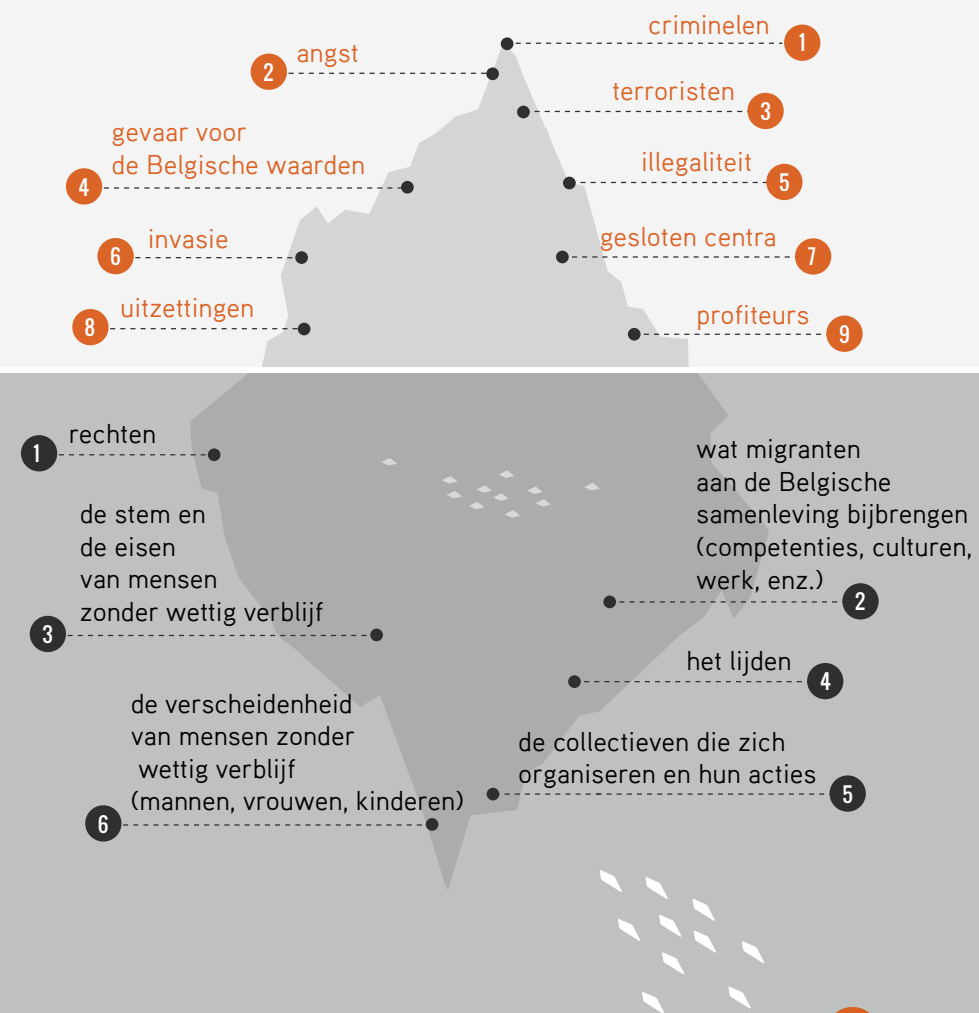 criminelen
1
angst
2
terroristen
3
gevaar voor
de Belgische waarden
4
illegaliteit
5
invasie
6
gesloten centra
7
uitzettingen
8
profiteurs
9
rechten
1
wat migranten
aan de Belgische
samenleving bijbrengen
(competenties, culturen,
werk, enz.)
2
de stem en
de eisen
van mensen
zonder wettig verblijf
3
het lijden
4
de collectieven die zich
organiseren en hun acties
5
de verscheidenheid
van mensen zonder
wettig verblijf
(mannen, vrouwen, kinderen)
6